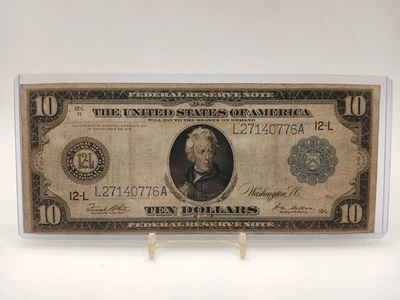 FEDERAL RESERVE NOTE
10 12-L THE UNITED STATES OF AMERICA 10
WILL PAY TO THE BEARER ON DEMAND
L27140776A 12-L
12-L
12-L L27140776A Washington, D.C.
10 TEN DOLLARS 10
12-L